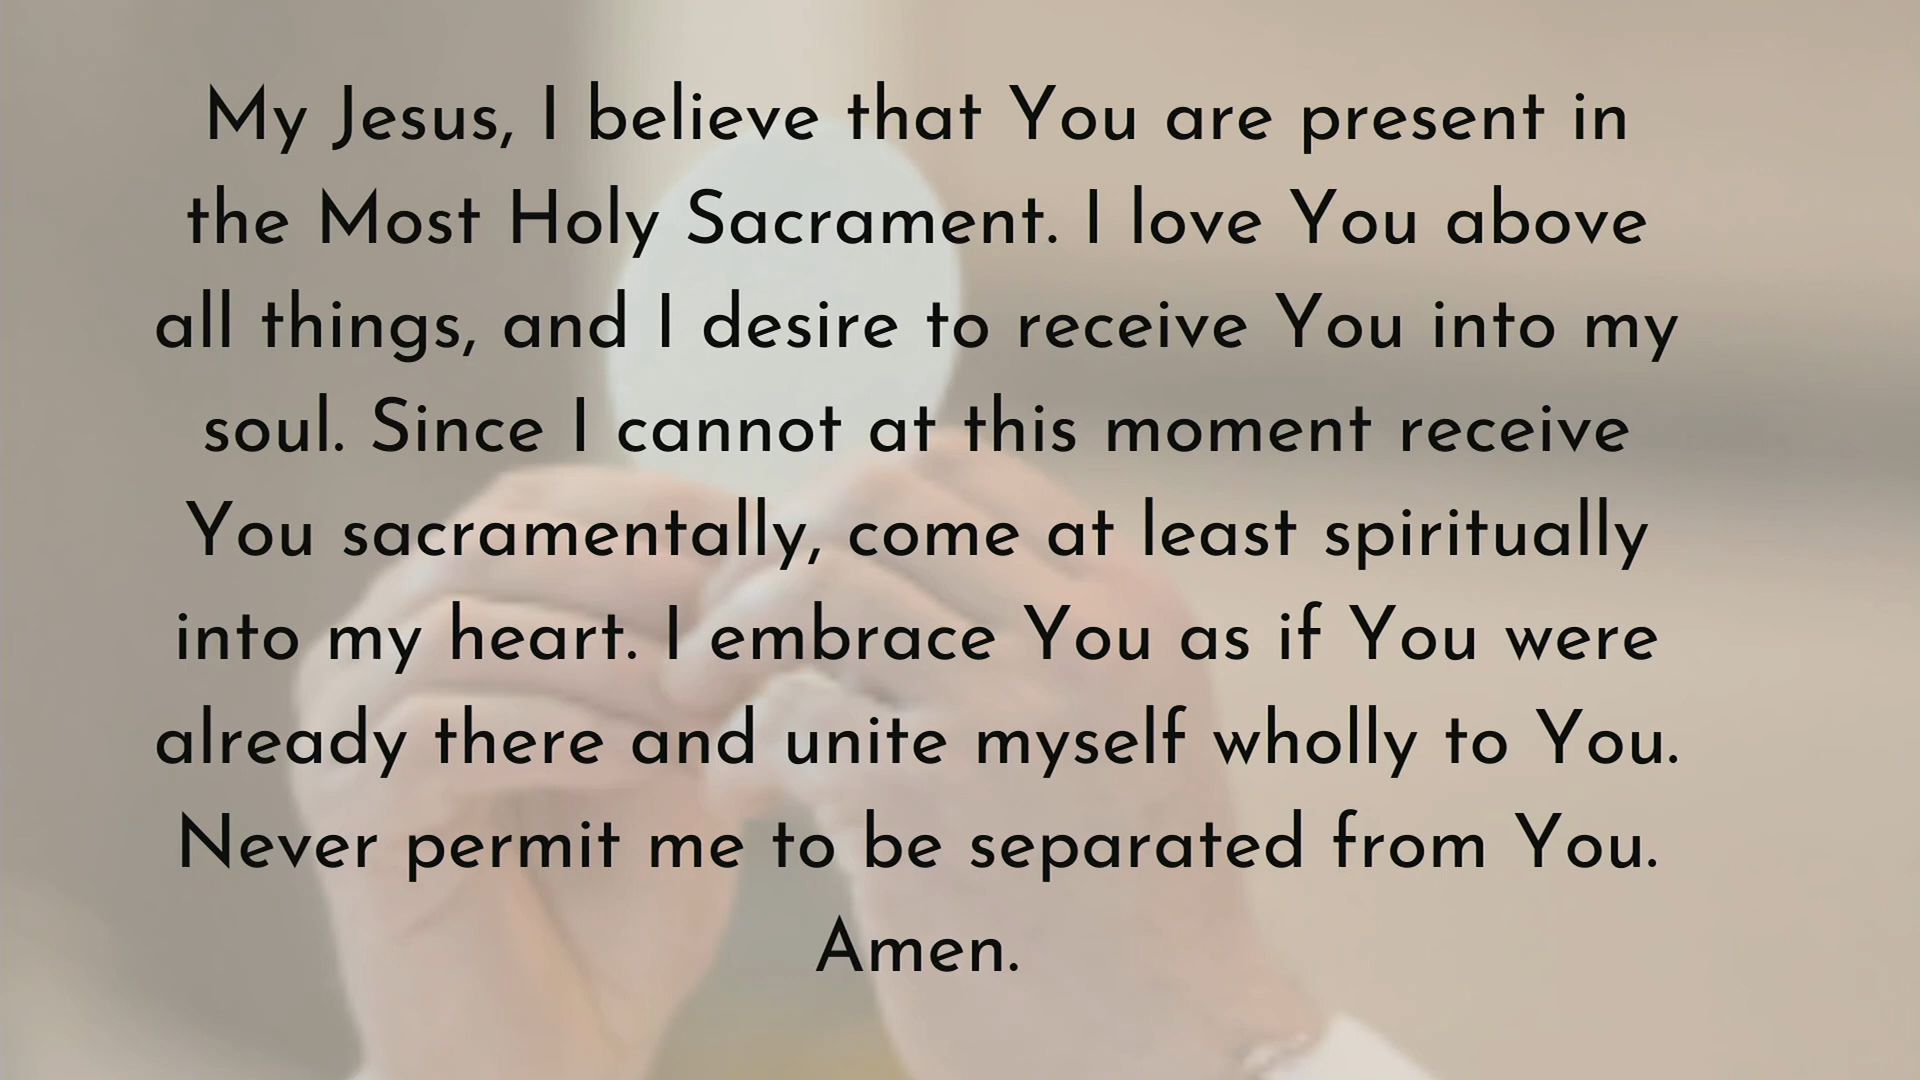 My Jesus, I believe that You are present in
the Most Holy Sacrament. I love You above
all things, and I desire to receive You into my
soul. Since I cannot at this moment receive
You sacramentally, come at least spiritually
into my heart. I embrace You as if You were
already there and unite myself wholly to You.
Never permit me to be separated from You.
Amen.